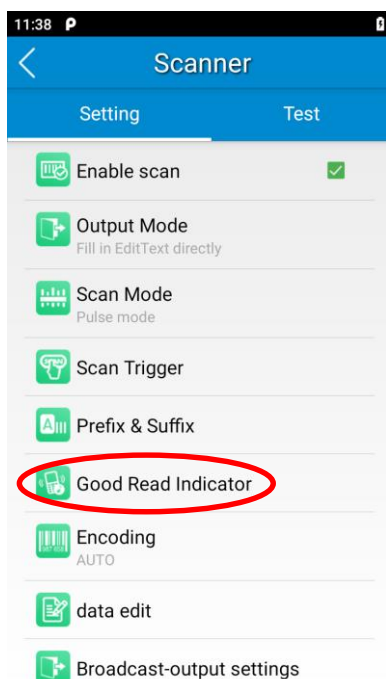 11:38
Scanner
Setting
Test
Enable scan
Output Mode
Fill in EditText directly
Scan Mode
Pulse mode
Scan Trigger
Prefix & Suffix
Good Read Indicator
Encoding
AUTO
data edit
Broadcast-output settings